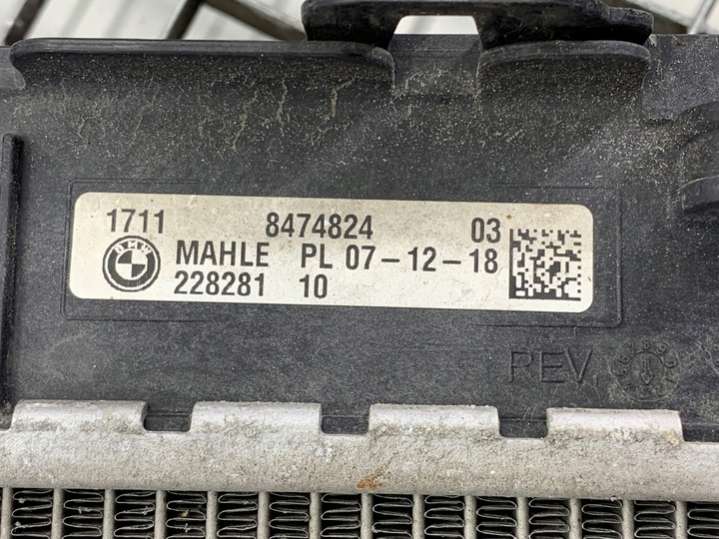 1711 8474824 03
BMW MAHLE PL 07-12-18
228281 10
REV.